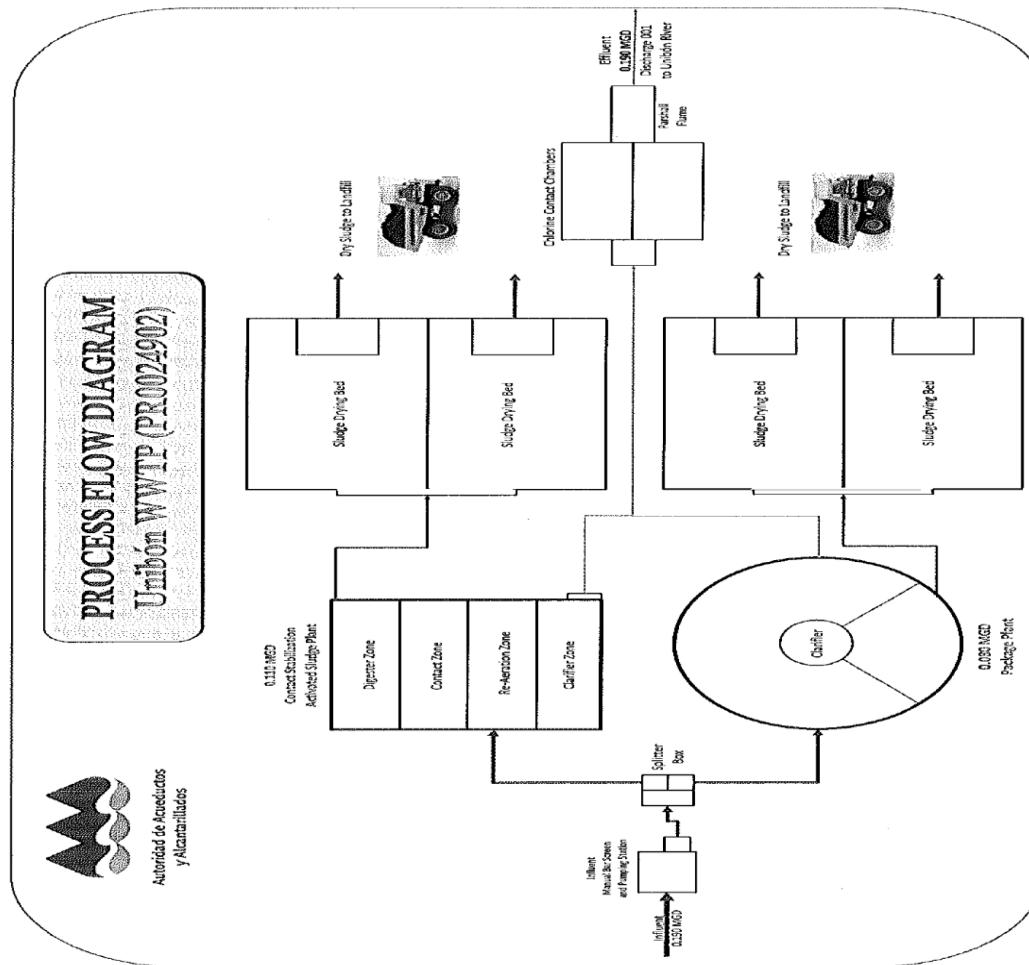 PROCESS FLOW DIAGRAM
Unibón WWTP (PR0024902)
Autoridad de Acueductos
y Alcantarillados
Influent
0.190 MGD
Influent
Manual Bar Screen
and Pumping Station
Splitter
Box
0.110 MGD
Contact Stabilization
Activated Sludge Plant
Digester Zone
Contact Zone
Re-Aeration Zone
Clarifier Zone
Clarifier
0.080 MGD
Package Plant
Sludge Drying Bed
Sludge Drying Bed
Dry Sludge to Landfill
Sludge Drying Bed
Sludge Drying Bed
Dry Sludge to Landfill
Chlorine Contact Chambers
Parshall
Flume
Effluent
0.190 MGD
Discharge 001
to Unibón River